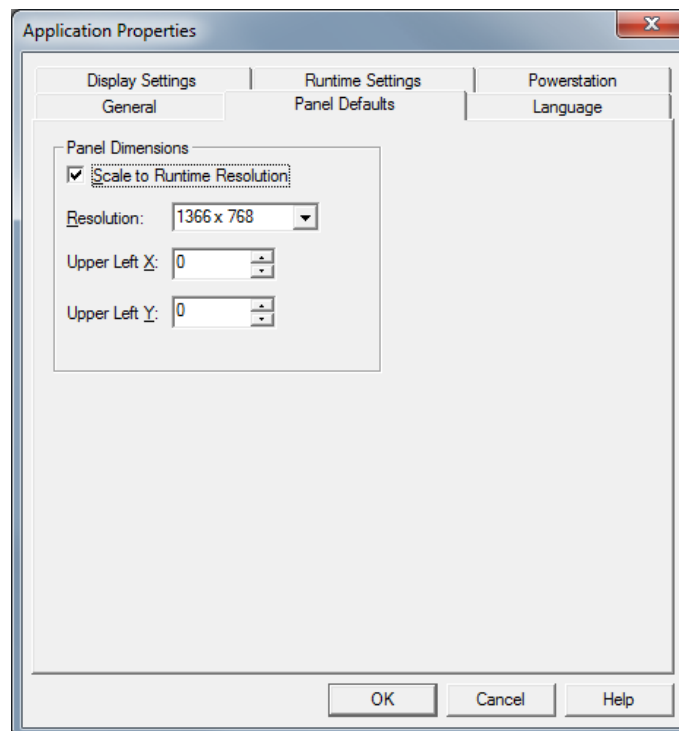 Application Properties
Display Settings Runtime Settings Powerstation
General Panel Defaults Language
Panel Dimensions
Scale to Runtime Resolution
Resolution: 1366 x 768
Upper Left X: 0
Upper Left Y: 0
OK Cancel Help